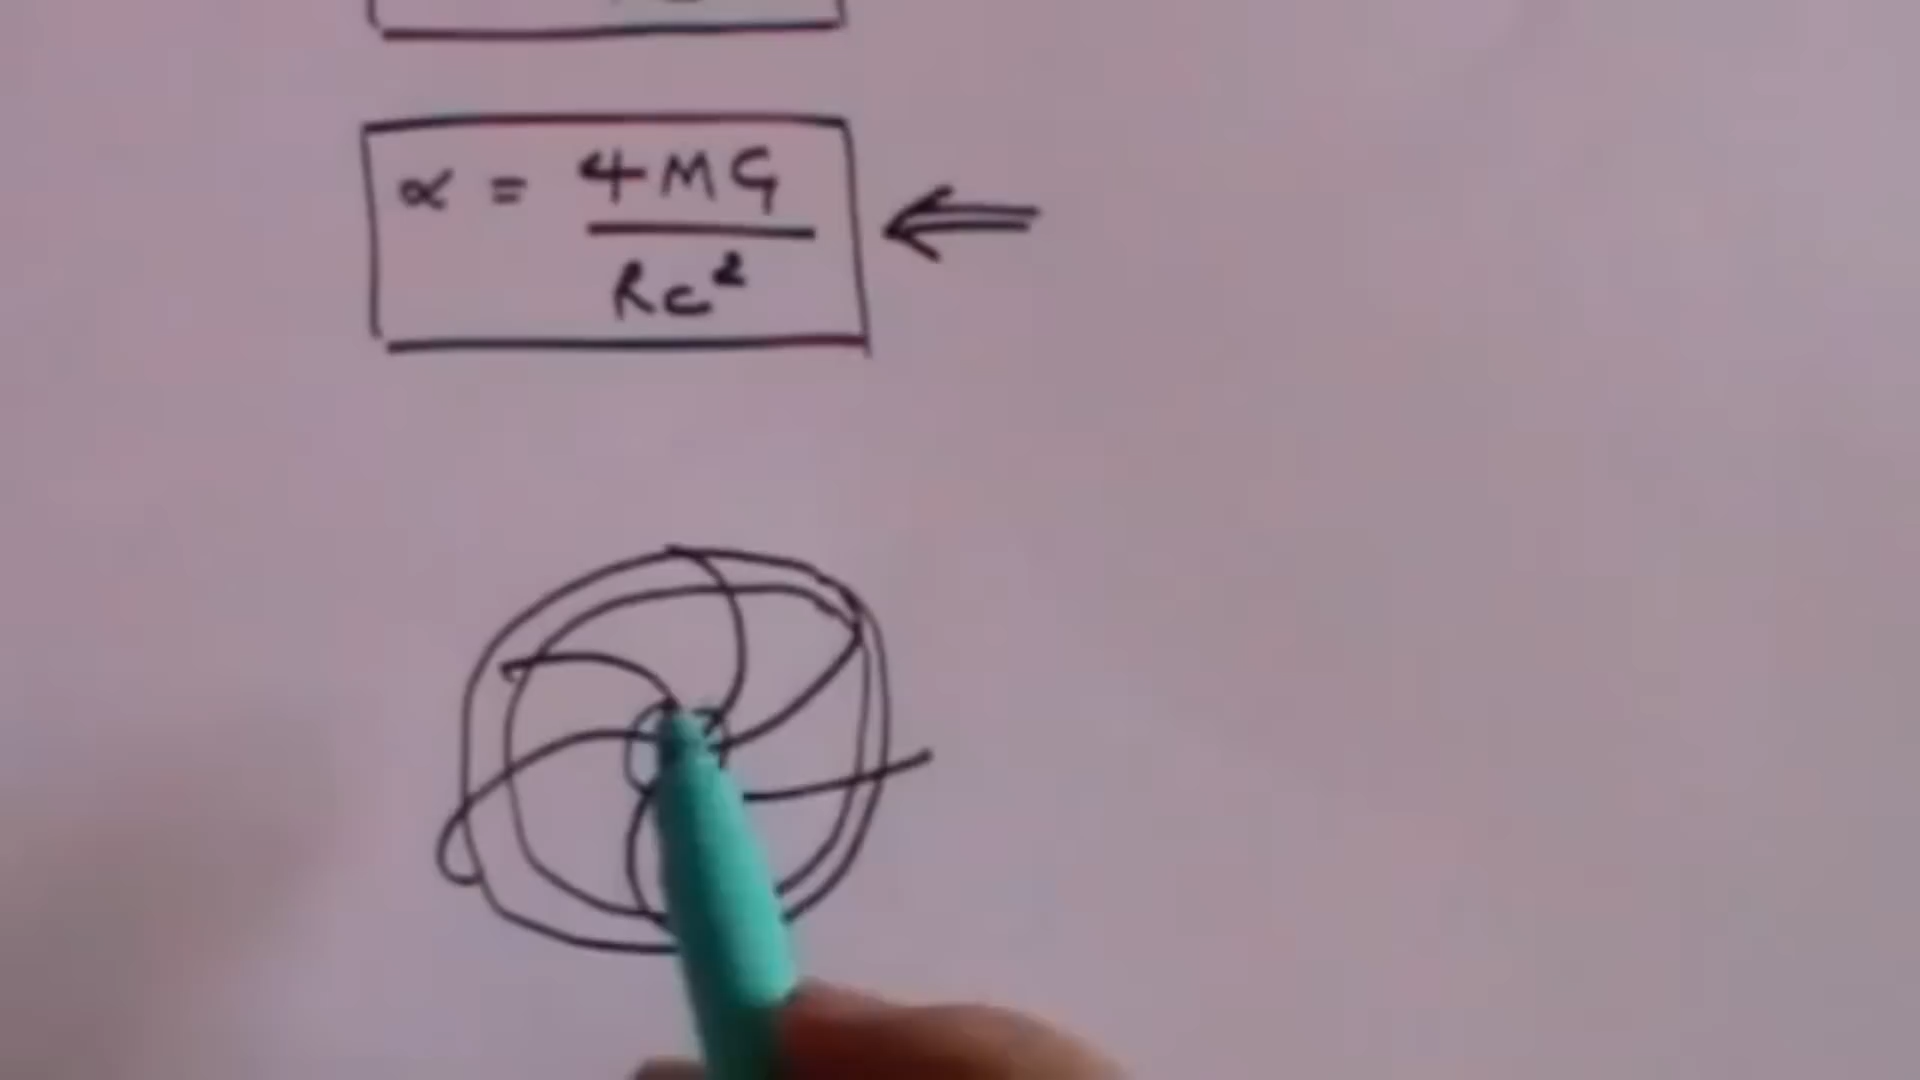 α = 4MG
Rc²